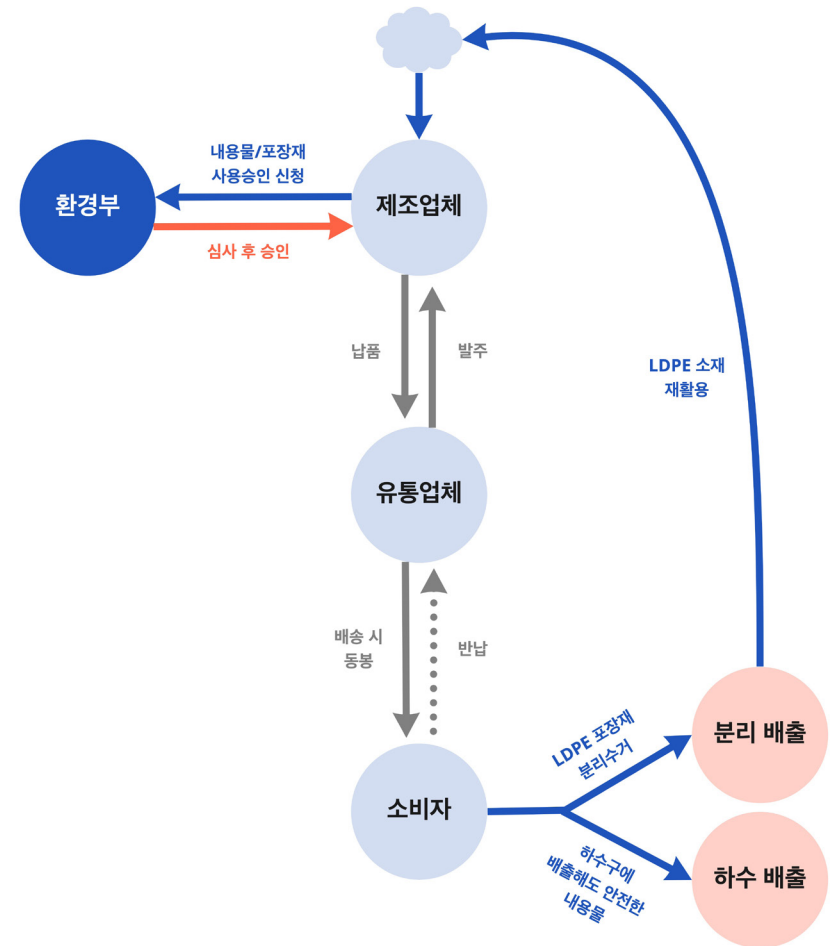 내용물/포장재
사용승인 신청
환경부
제조업체
심사 후 승인
납품
발주
LDPE 소재
재활용
유통업체
배송 시
동봉
반납
분리 배출
LDPE 포장재
분리수거
소비자
하수구에
배출해도 안전한
내용물
하수 배출